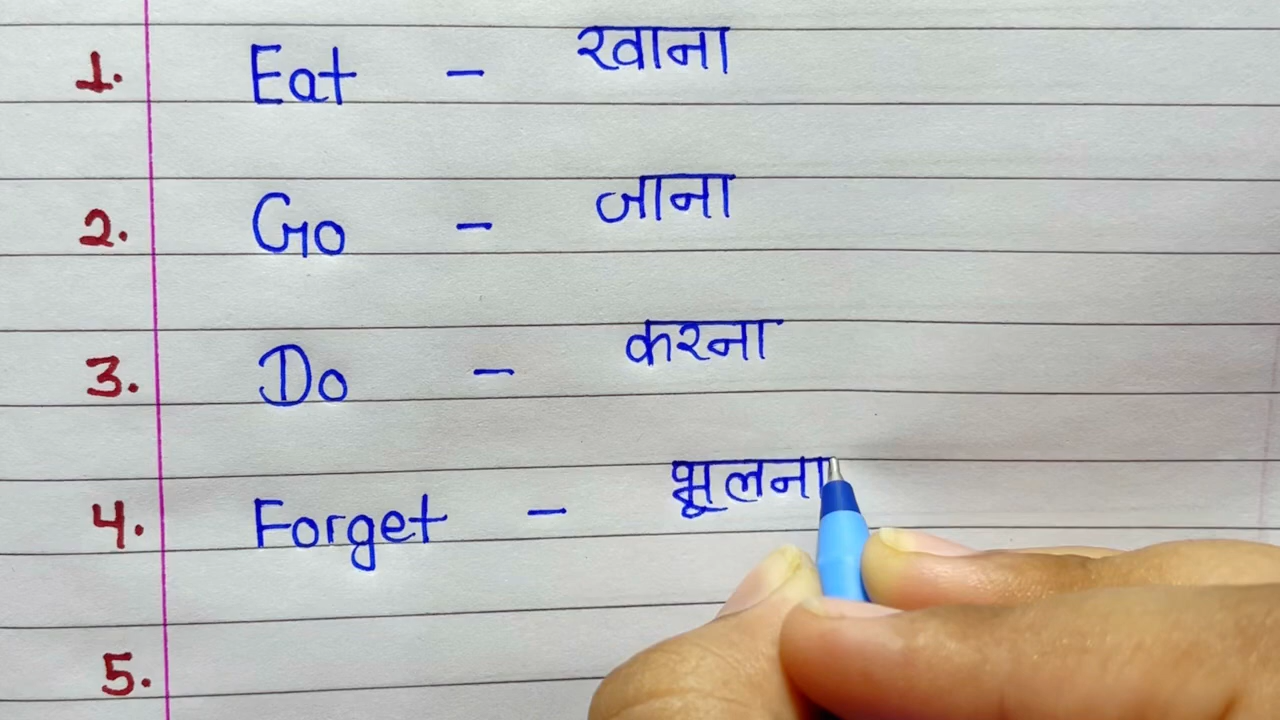 1. Eat - खाना
2. Go - जाना
3. Do - करना
4. Forget - भूलना
5.